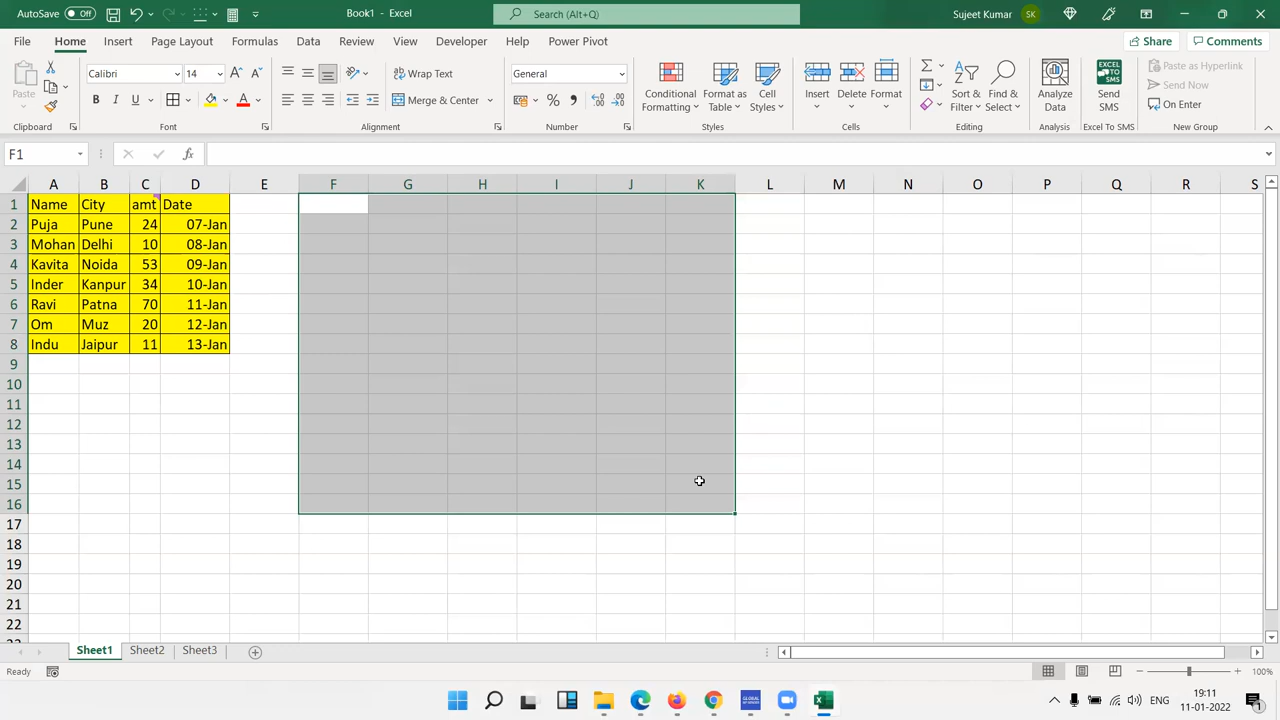 AutoSave Off
Book1 - Excel
Search (Alt+Q)
Sujeet Kumar SK
File Home Insert Page Layout Formulas Data Review View Developer Help Power Pivot
Share Comments
Paste
Clipboard
Calibri 14
B I U
Font
Wrap Text
Merge & Center
Alignment
General
Number
Conditional Formatting
Format as Table
Cell Styles
Styles
Insert Delete Format
Cells
Sort & Filter
Find & Select
Editing
Analyze Data
Analysis
EXCEL TO SMS
Send SMS
Excel To SMS
Paste as Hyperlink
Send Now
On Enter
New Group
F1 fx
A B C D E F G H I J K L M N O P Q R S
1 Name City amt Date
2 Puja Pune 24 07-Jan
3 Mohan Delhi 10 08-Jan
4 Kavita Noida 53 09-Jan
5 Inder Kanpur 34 10-Jan
6 Ravi Patna 70 11-Jan
7 Om Muz 20 12-Jan
8 Indu Jaipur 11 13-Jan
9
10
11
12
13
14
15
16
17
18
19
20
21
22
Sheet1 Sheet2 Sheet3
Ready
100%
ENG
19:11
11-01-2022